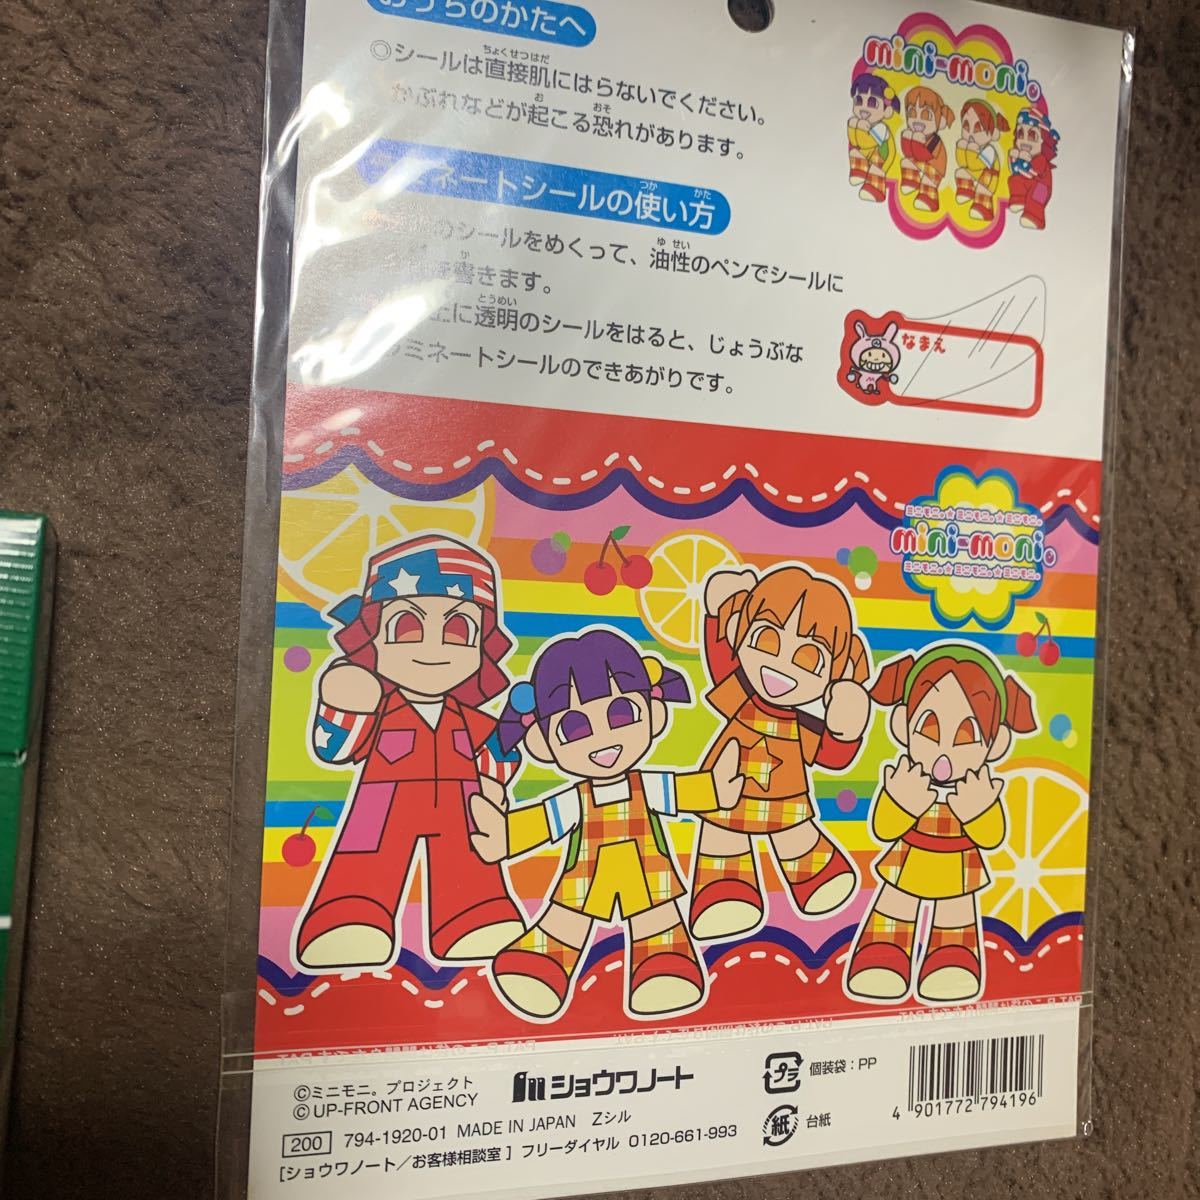 おうちのかたへ
◎シールは直接肌にはらないでください。
かぶれなどが起こる恐れがあります。
mini-moni。
ネートシールの使い方
のシールをめくって、油性のペンでシールに
書きます。
上に透明のシールをはると、じょうぶな
ラミネートシールのできあがりです。
なまえ
ミニモニ。☆ミニモニ。☆ミニモニ。
mini-moni。
ミニモニ。☆ミニモニ。☆ミニモニ。
©ミニモニ。プロジェクト
© UP-FRONT AGENCY
ショウワノート
プラ
個装袋：PP
紙
台紙
4 901772 794196
200 794-1920-01 MADE IN JAPAN Zシル
[ショウワノート／お客様相談室] フリーダイヤル 0120-661-993